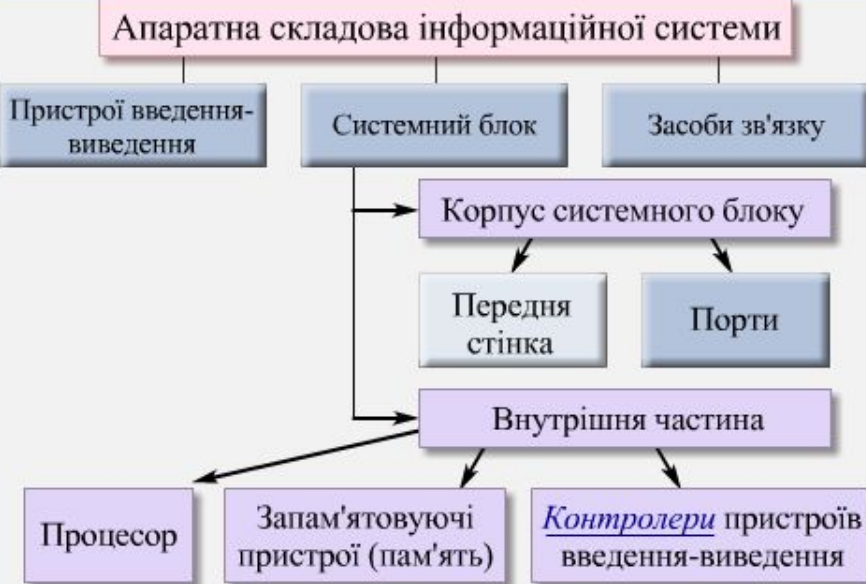 Апаратна складова інформаційної системи
Пристрої введення-
виведення
Системний блок
Засоби зв'язку
Корпус системного блоку
Передня
стінка
Порти
Внутрішня частина
Процесор
Запам'ятовуючі
пристрої (пам'ять)
Контролери пристроїв
введення-виведення